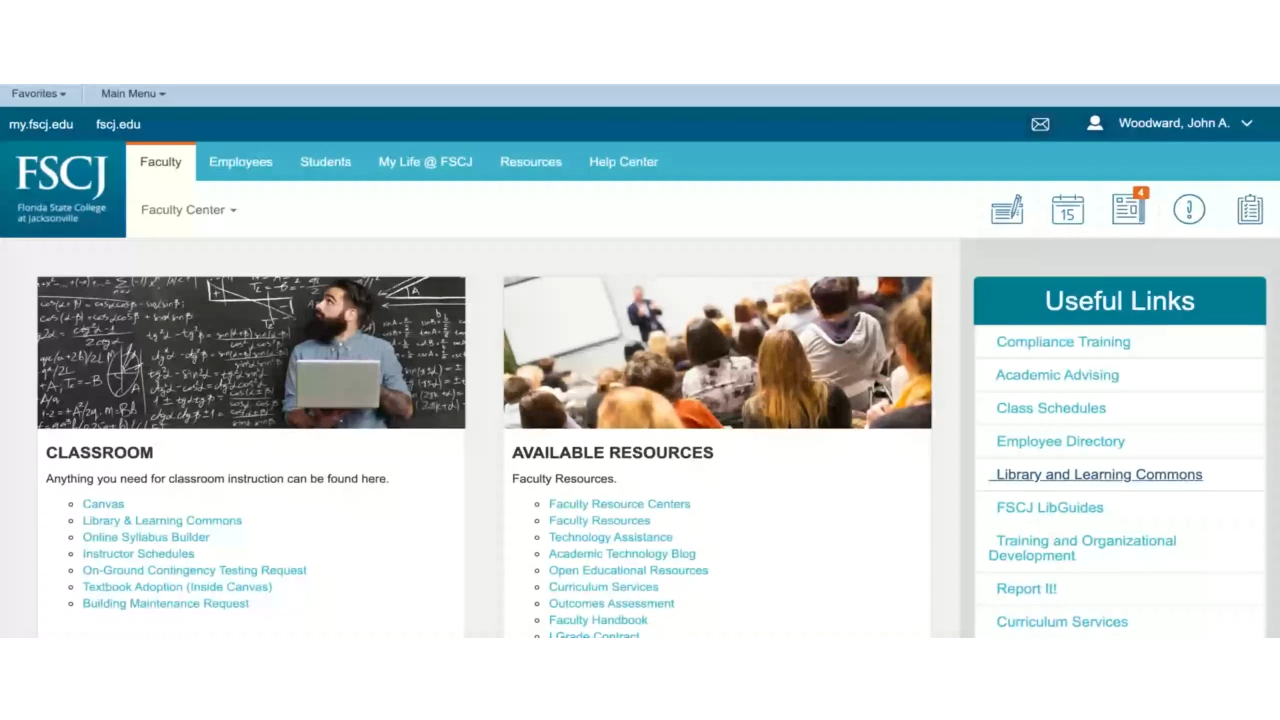 Favorites
Main Menu
my.fscj.edu
fscj.edu
Woodward, John A.
FSCJ
Florida State College
at Jacksonville
Faculty
Employees
Students
My Life @ FSCJ
Resources
Help Center
Faculty Center
15
4
CLASSROOM
Anything you need for classroom instruction can be found here.
Canvas
Library & Learning Commons
Online Syllabus Builder
Instructor Schedules
On-Ground Contingency Testing Request
Textbook Adoption (Inside Canvas)
Building Maintenance Request
AVAILABLE RESOURCES
Faculty Resources.
Faculty Resource Centers
Faculty Resources
Technology Assistance
Academic Technology Blog
Open Educational Resources
Curriculum Services
Outcomes Assessment
Faculty Handbook
I Grade Contract
Useful Links
Compliance Training
Academic Advising
Class Schedules
Employee Directory
Library and Learning Commons
FSCJ LibGuides
Training and Organizational
Development
Report It!
Curriculum Services